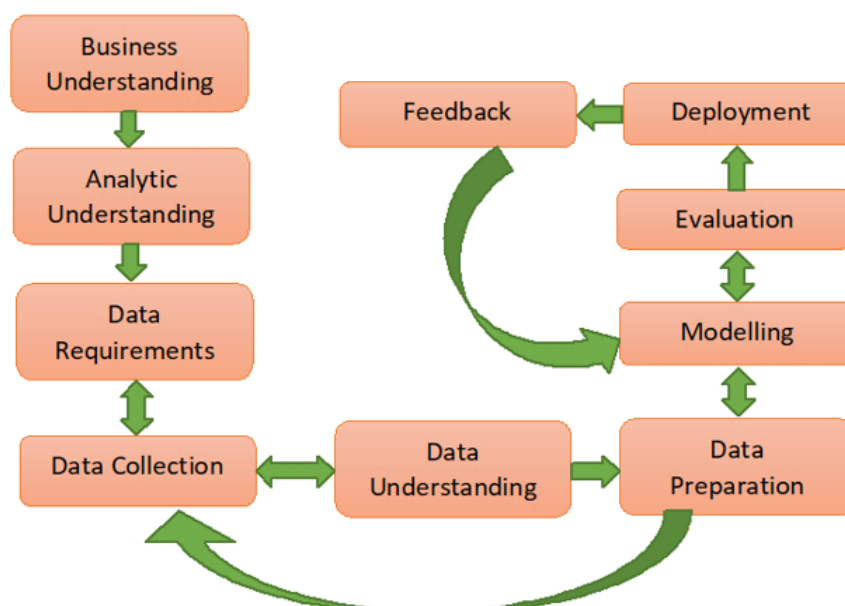 Business
Understanding
Analytic
Understanding
Data
Requirements
Data Collection
Data
Understanding
Data
Preparation
Modelling
Evaluation
Deployment
Feedback